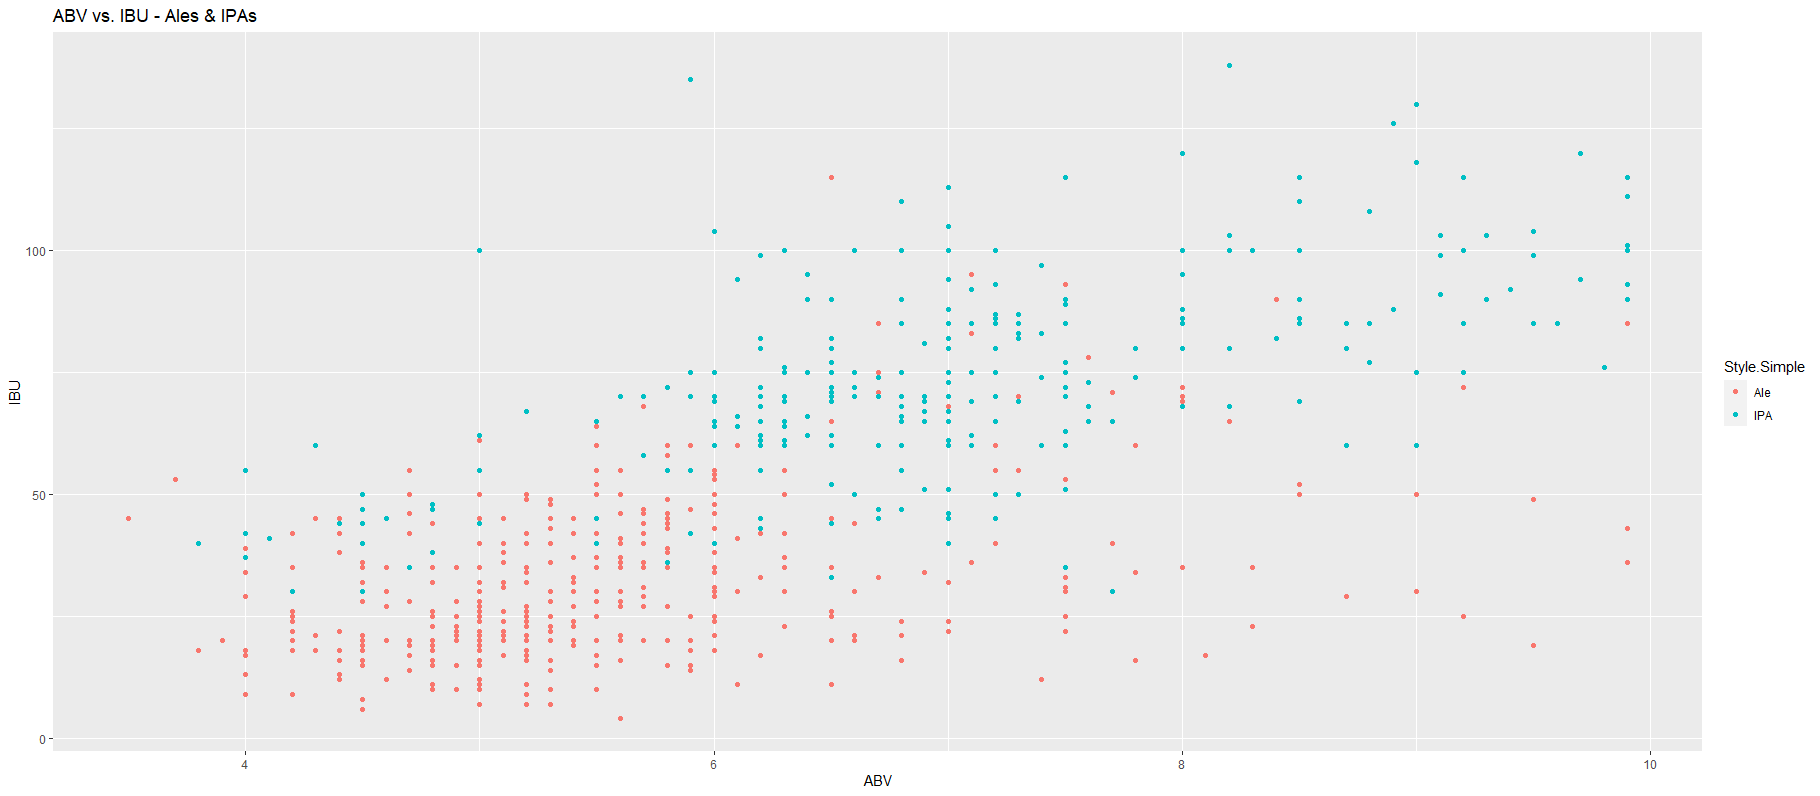 ABV vs. IBU - Ales & IPAs
IBU
100
50
0
4
6
8
10
ABV
Style.Simple
Ale
IPA